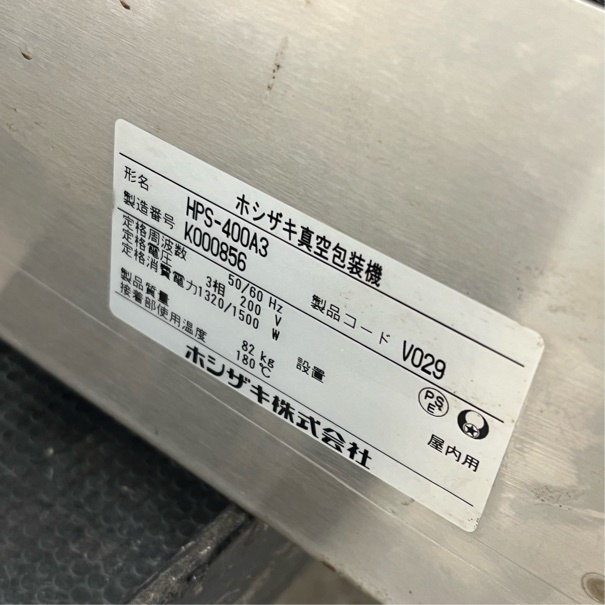 ホシザキ真空包装機
形名 HPS-400A3
製造番号 K000856 製品コード V029
定格周波数 50/60 Hz
定格電圧 3相 200 V
定格消費電力 1320/1500 W
製品質量 82 kg 設置 屋内用
接着部使用温度 180℃
PSE
ホシザキ株式会社